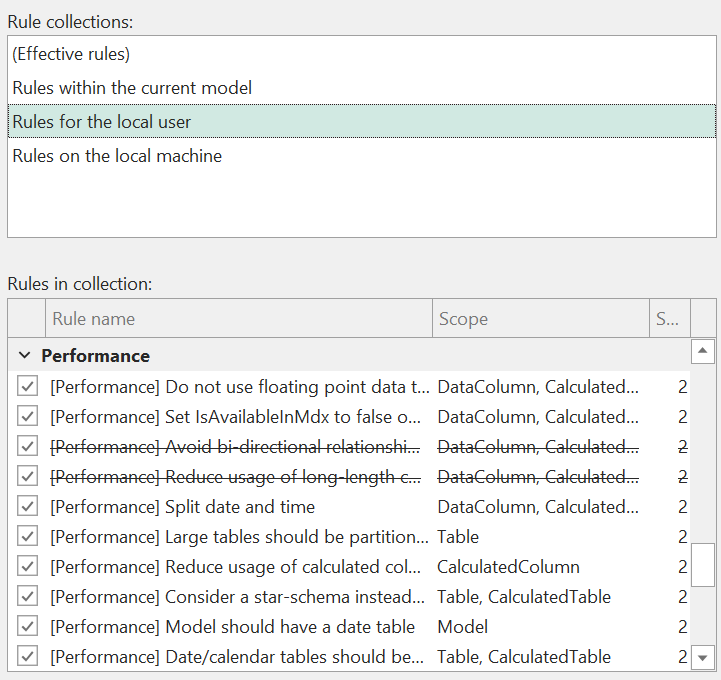 Rule collections:
(Effective rules)
Rules within the current model
Rules for the local user
Rules on the local machine
Rules in collection:
Rule name Scope S...
Performance
[Performance] Do not use floating point data t... DataColumn, Calculated... 2
[Performance] Set IsAvailableInMdx to false o... DataColumn, Calculated... 2
[Performance] Avoid bi-directional relationshi... DataColumn, Calculated... 2
[Performance] Reduce usage of long-length c... DataColumn, Calculated... 2
[Performance] Split date and time DataColumn, Calculated... 2
[Performance] Large tables should be partition... Table 2
[Performance] Reduce usage of calculated col... CalculatedColumn 2
[Performance] Consider a star-schema instead... Table, CalculatedTable 2
[Performance] Model should have a date table Model 2
[Performance] Date/calendar tables should be... Table, CalculatedTable 2